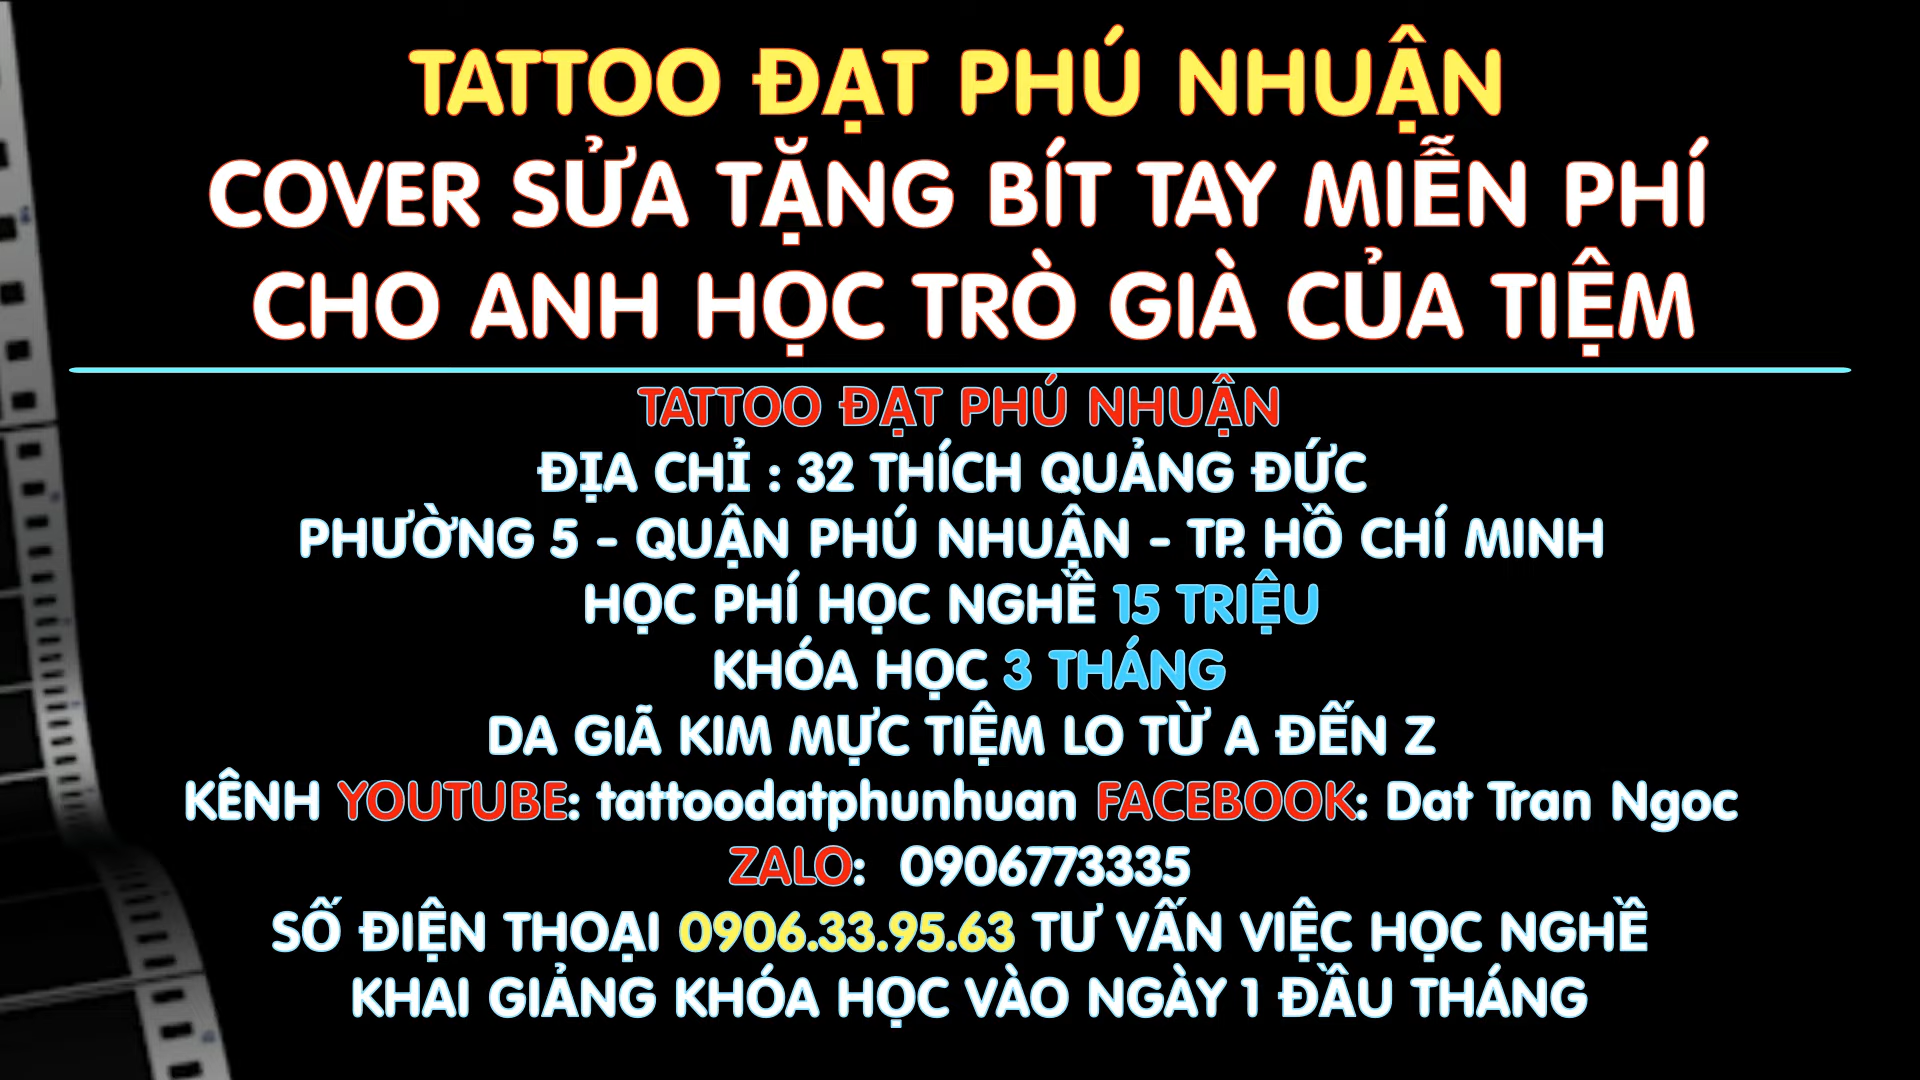 TATTOO ĐẠT PHÚ NHUẬN
COVER SỬA TẶNG BÍT TAY MIỄN PHÍ
CHO ANH HỌC TRÒ GIÀ CỦA TIỆM
TATTOO ĐẠT PHÚ NHUẬN
ĐỊA CHỈ : 32 THÍCH QUẢNG ĐỨC
PHƯỜNG 5 - QUẬN PHÚ NHUẬN - TP. HỒ CHÍ MINH
HỌC PHÍ HỌC NGHỀ 15 TRIỆU
KHÓA HỌC 3 THÁNG
DA GIÃ KIM MỰC TIỆM LO TỪ A ĐẾN Z
KÊNH YOUTUBE: tattoodatphunhuan FACEBOOK: Dat Tran Ngoc
ZALO: 0906773335
SỐ ĐIỆN THOẠI 0906.33.95.63 TƯ VẤN VIỆC HỌC NGHỀ
KHAI GIẢNG KHÓA HỌC VÀO NGÀY 1 ĐẦU THÁNG